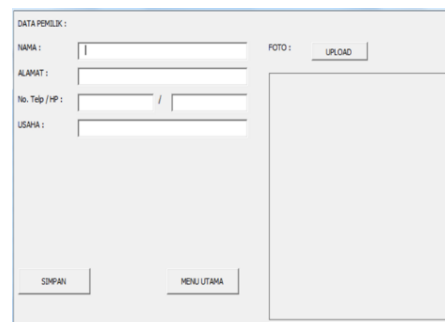 DATA PEMILIK :
NAMA :
FOTO :
UPLOAD
ALAMAT :
No. Telp / HP :
/
USAHA :
SIMPAN
MENU UTAMA